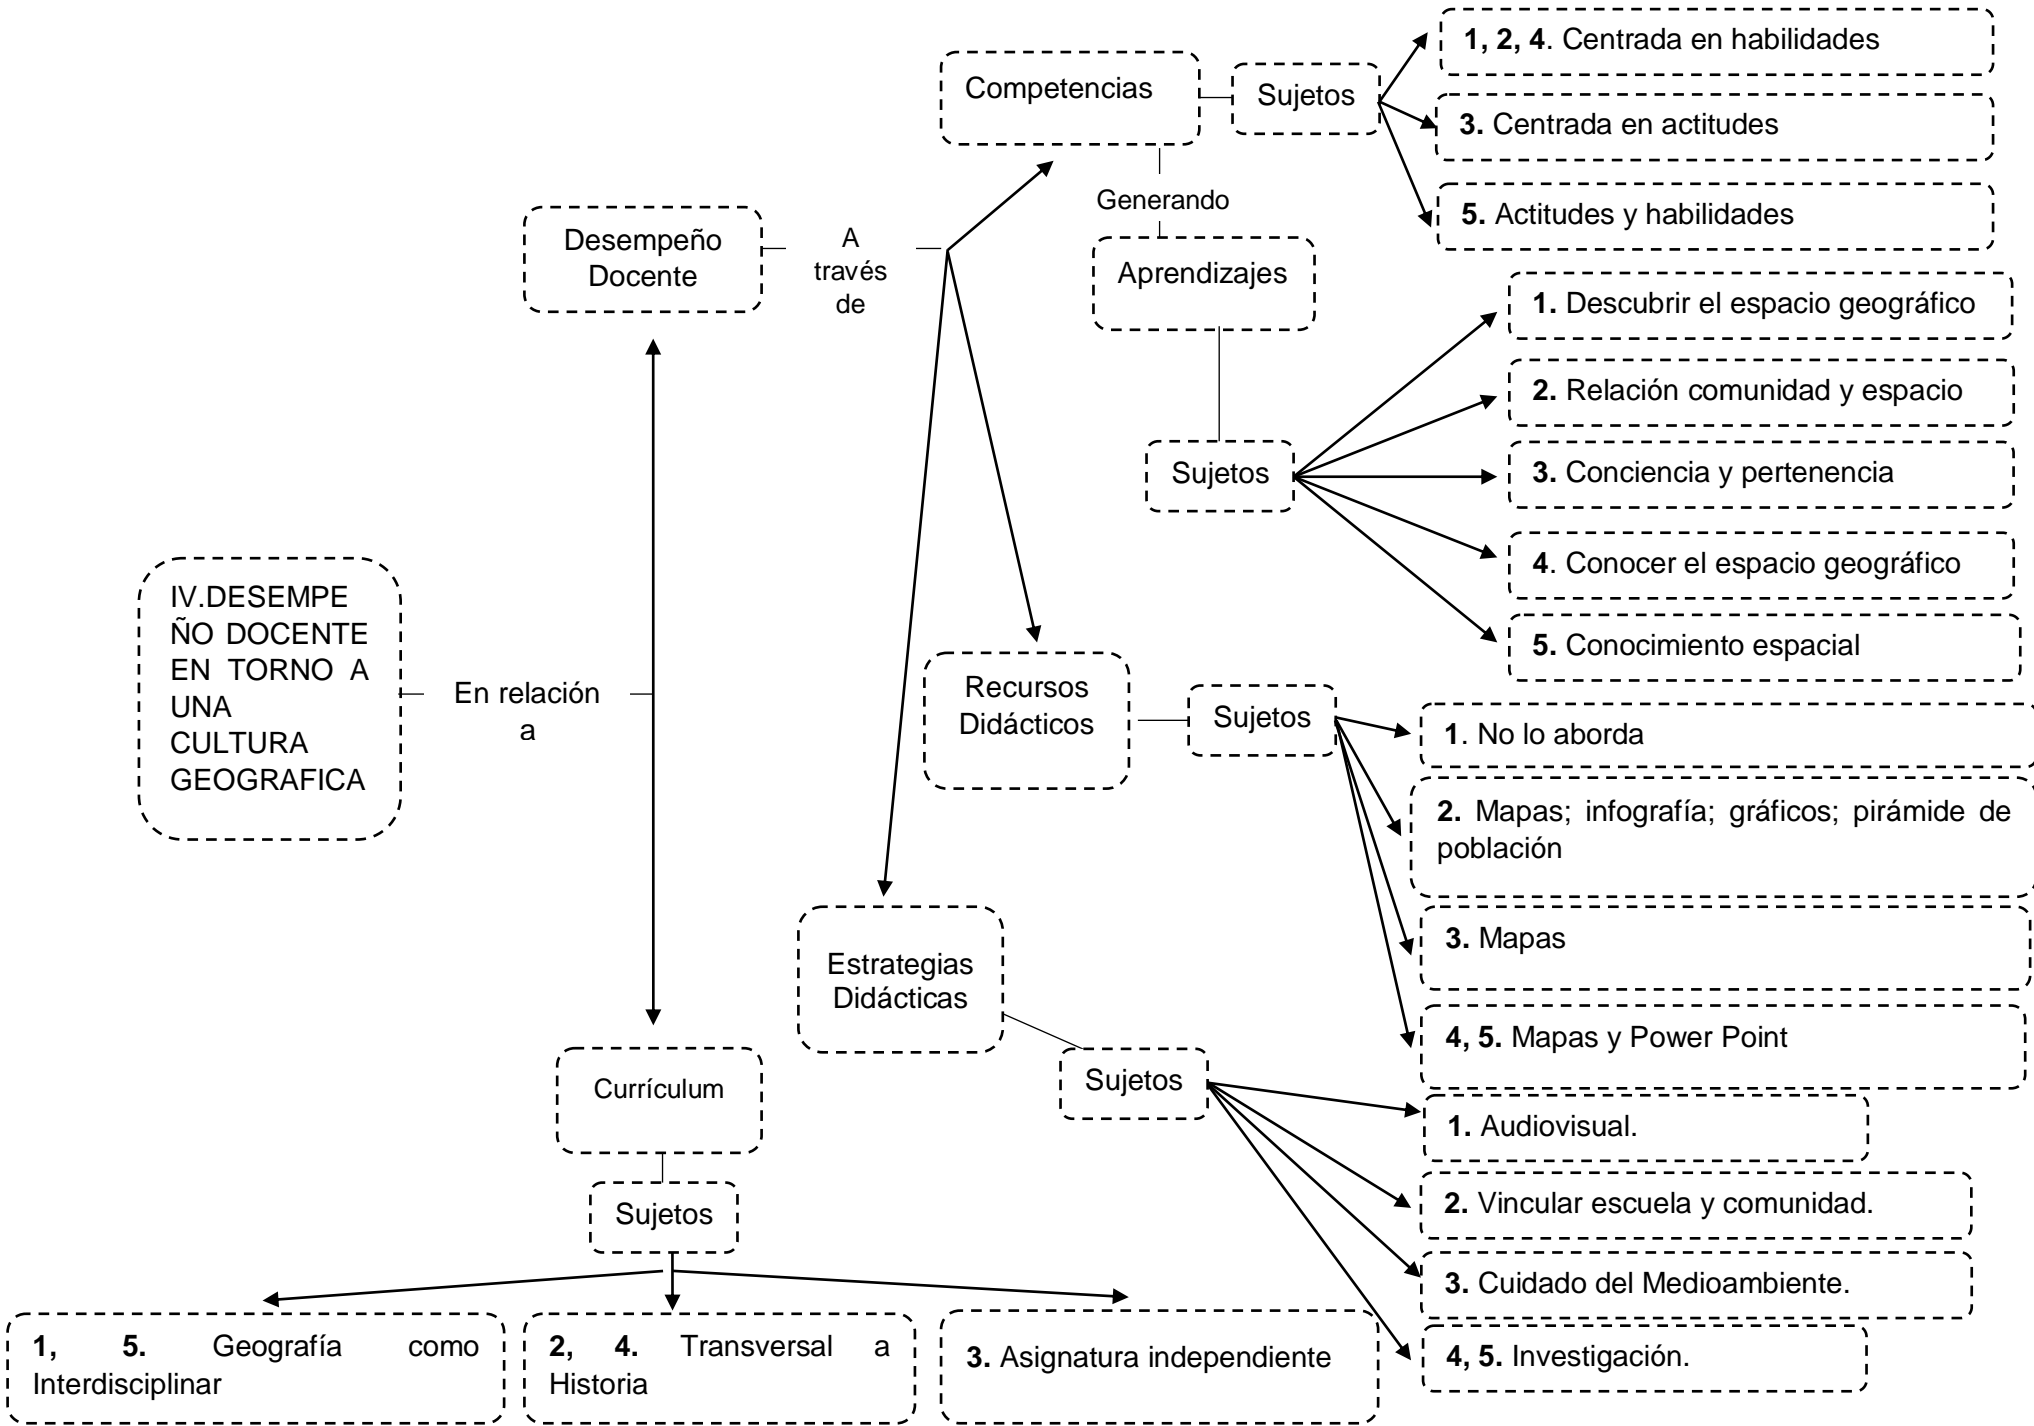 1, 2, 4. Centrada en habilidades
Competencias
Sujetos
3. Centrada en actitudes
Generando
5. Actitudes y habilidades
Desempeño
Docente
A
través
de
Aprendizajes
1. Descubrir el espacio geográfico
2. Relación comunidad y espacio
Sujetos
3. Conciencia y pertenencia
4. Conocer el espacio geográfico
5. Conocimiento espacial
IV.DESEMPE
ÑO DOCENTE
EN TORNO A
UNA
CULTURA
GEOGRAFICA
En relación
a
Recursos
Didácticos
Sujetos
1. No lo aborda
2. Mapas; infografía; gráficos; pirámide de
población
3. Mapas
4, 5. Mapas y Power Point
Estrategias
Didácticas
Sujetos
1. Audiovisual.
2. Vincular escuela y comunidad.
3. Cuidado del Medioambiente.
4, 5. Investigación.
Currículum
Sujetos
1, 5. Geografía como
Interdisciplinar
2, 4. Transversal a
Historia
3. Asignatura independiente